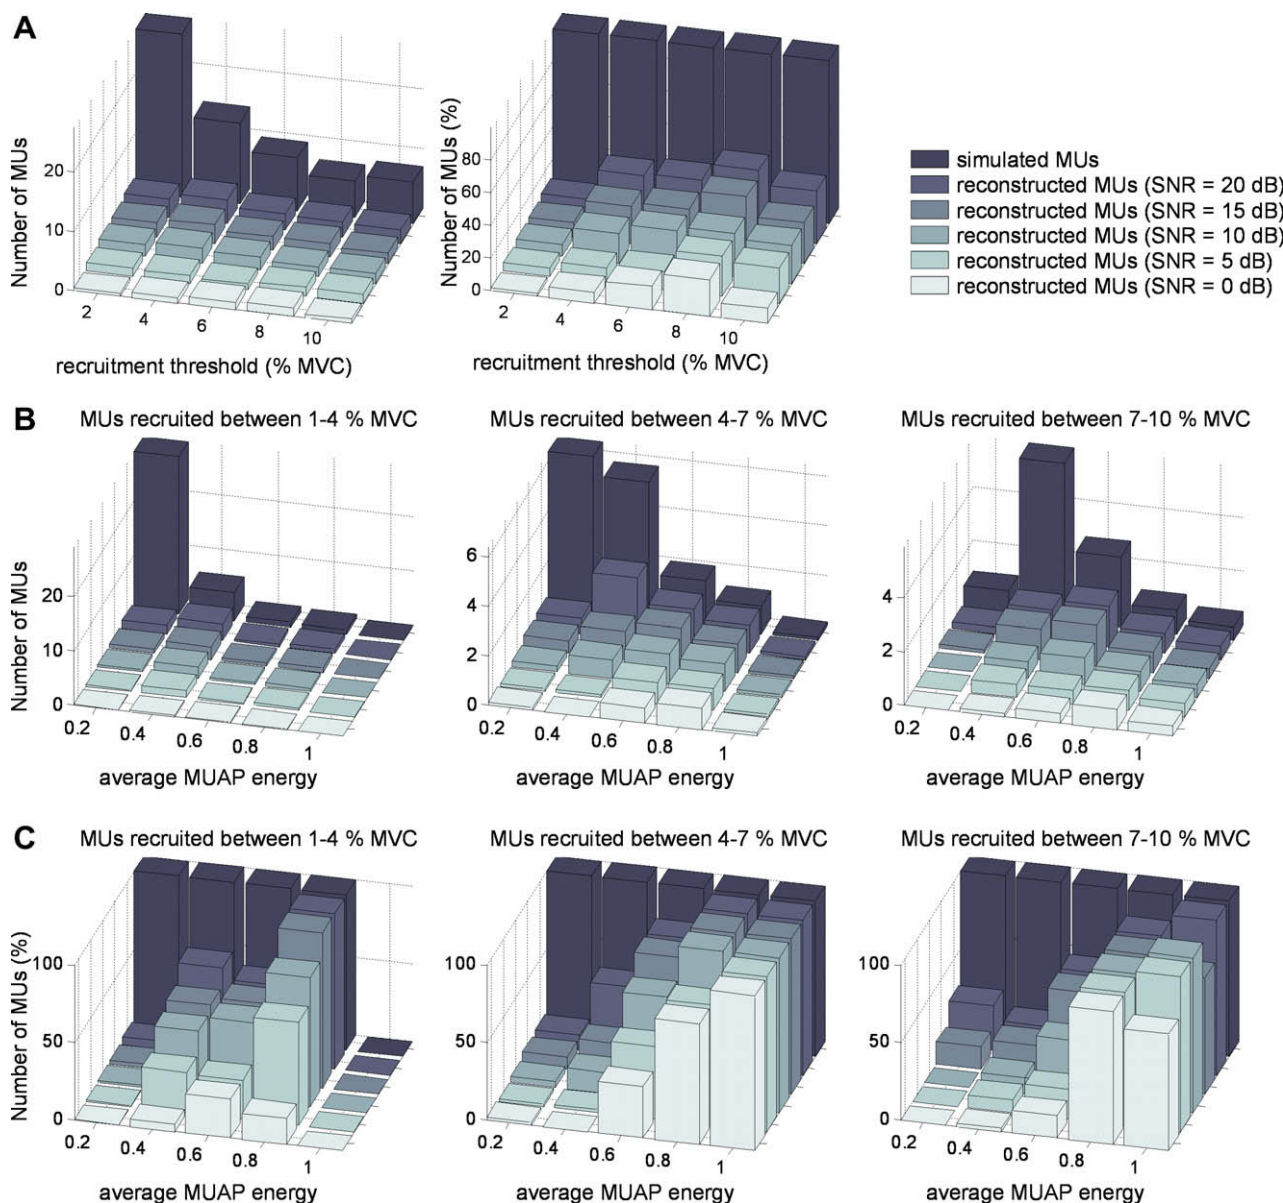 A
Number of MUs
20
10
0
2
4
6
8
10
recruitment threshold (% MVC)
Number of MUs (%)
80
60
40
20
0
2
4
6
8
10
recruitment threshold (% MVC)
simulated MUs
reconstructed MUs (SNR = 20 dB)
reconstructed MUs (SNR = 15 dB)
reconstructed MUs (SNR = 10 dB)
reconstructed MUs (SNR = 5 dB)
reconstructed MUs (SNR = 0 dB)
B
MUs recruited between 1-4 % MVC
Number of MUs
20
10
0
0.2
0.4
0.6
0.8
1
average MUAP energy
MUs recruited between 4-7 % MVC
6
4
2
0
0.2
0.4
0.6
0.8
1
average MUAP energy
MUs recruited between 7-10 % MVC
4
2
0
0.2
0.4
0.6
0.8
1
average MUAP energy
C
MUs recruited between 1-4 % MVC
Number of MUs (%)
100
50
0
0.2
0.4
0.6
0.8
1
average MUAP energy
MUs recruited between 4-7 % MVC
100
50
0
0.2
0.4
0.6
0.8
1
average MUAP energy
MUs recruited between 7-10 % MVC
100
50
0
0.2
0.4
0.6
0.8
1
average MUAP energy